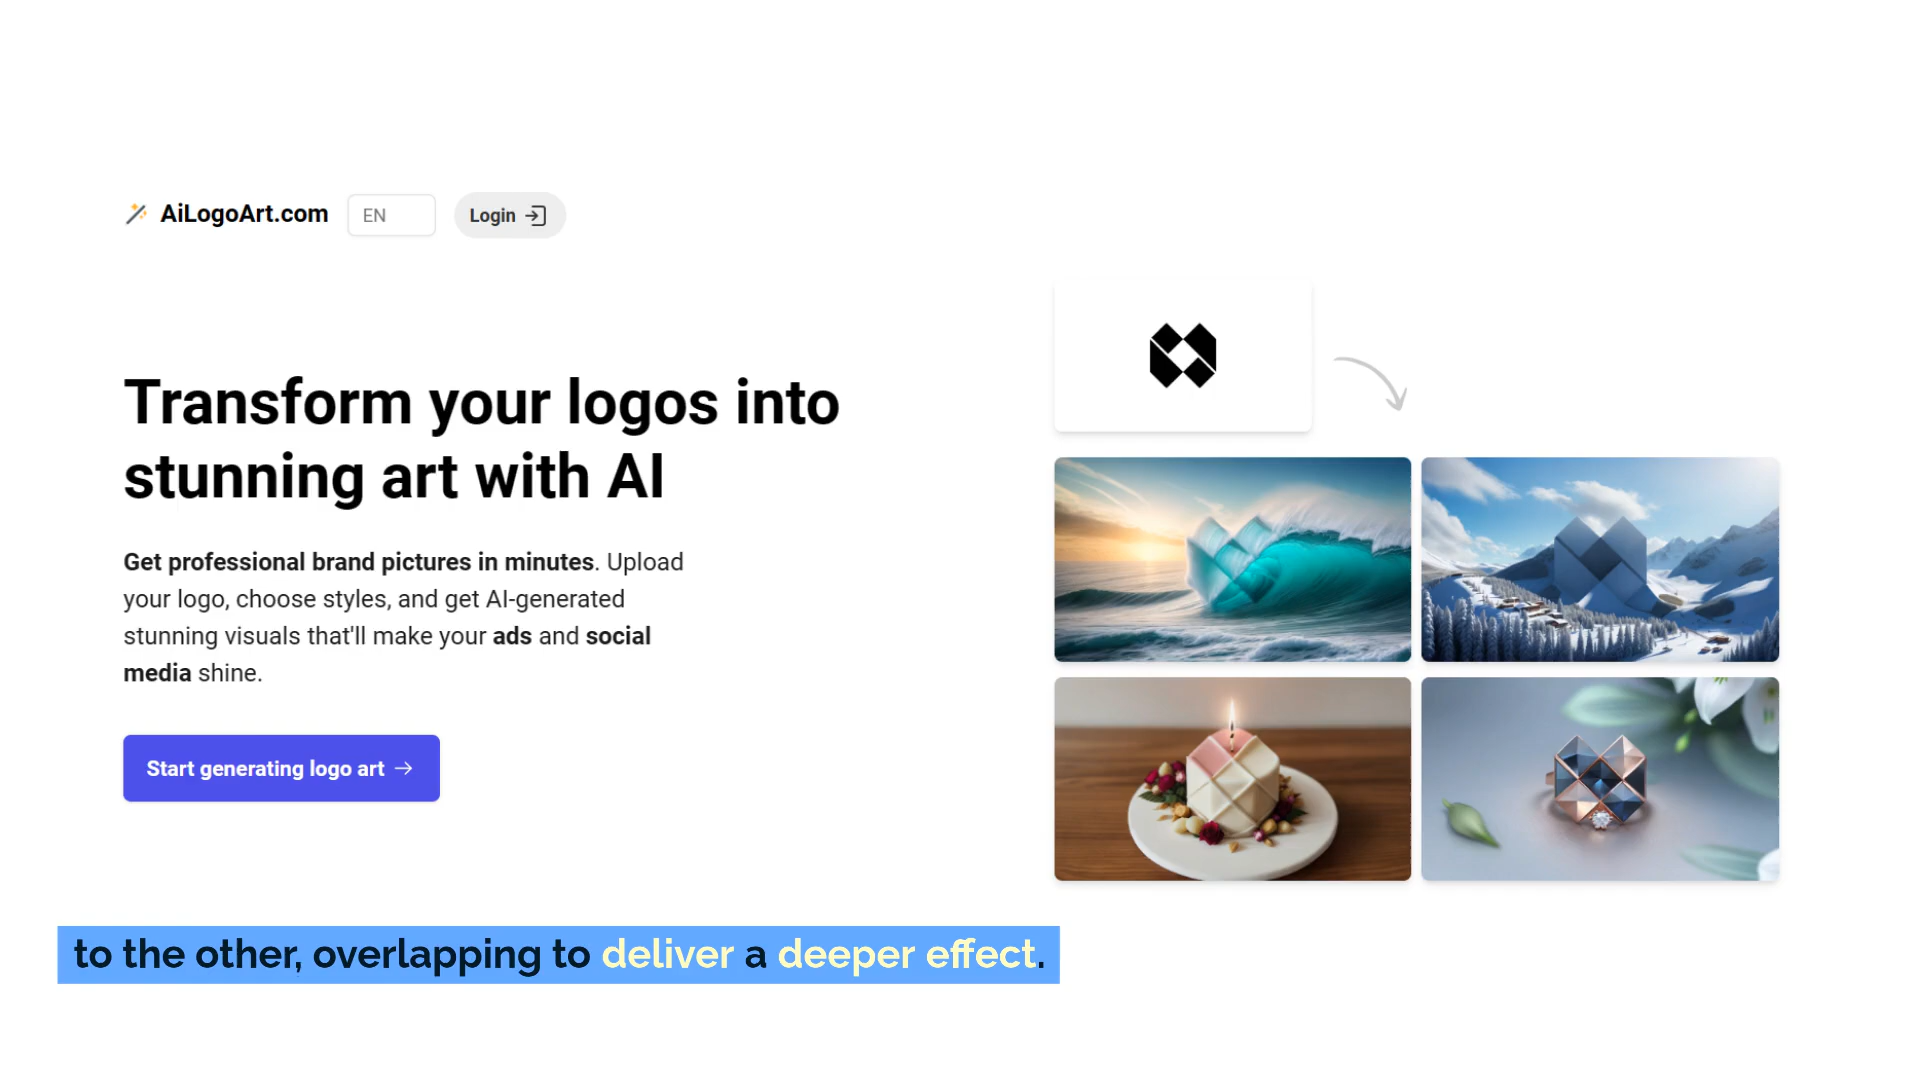 AiLogoArt.com
EN
Login
Transform your logos into
stunning art with AI
Get professional brand pictures in minutes. Upload
your logo, choose styles, and get AI-generated
stunning visuals that'll make your ads and social
media shine.
Start generating logo art
to the other, overlapping to deliver a deeper effect.